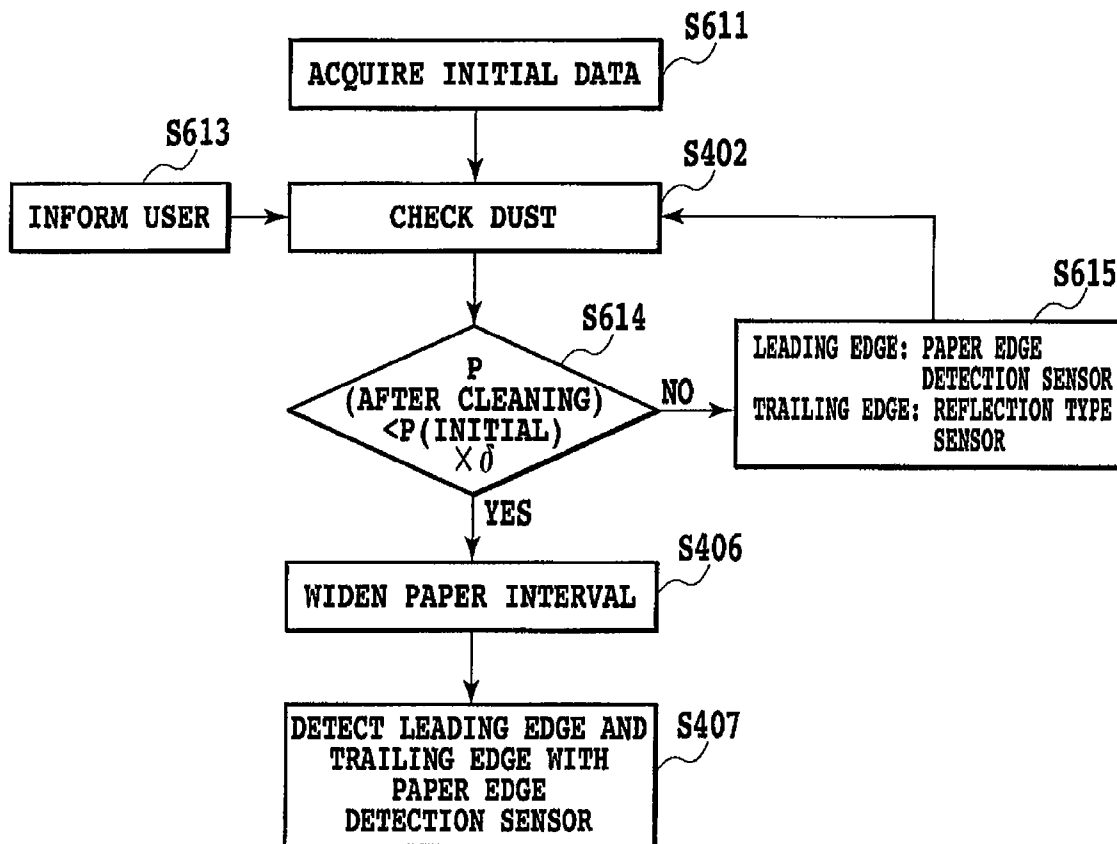 S611
ACQUIRE INITIAL DATA
S613
S402
INFORM USER
CHECK DUST
S614
S615
P
(AFTER CLEANING)
<P(INITIAL)
×δ
NO
LEADING EDGE: PAPER EDGE
DETECTION SENSOR
TRAILING EDGE: REFLECTION TYPE
SENSOR
YES
S406
WIDEN PAPER INTERVAL
S407
DETECT LEADING EDGE AND
TRAILING EDGE WITH
PAPER EDGE
DETECTION SENSOR